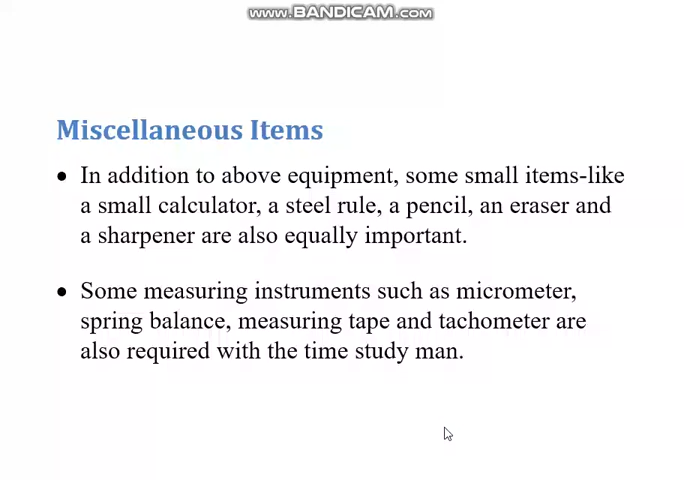 www.BANDICAM.com
Miscellaneous Items
• In addition to above equipment, some small items-like
a small calculator, a steel rule, a pencil, an eraser and
a sharpener are also equally important.
• Some measuring instruments such as micrometer,
spring balance, measuring tape and tachometer are
also required with the time study man.